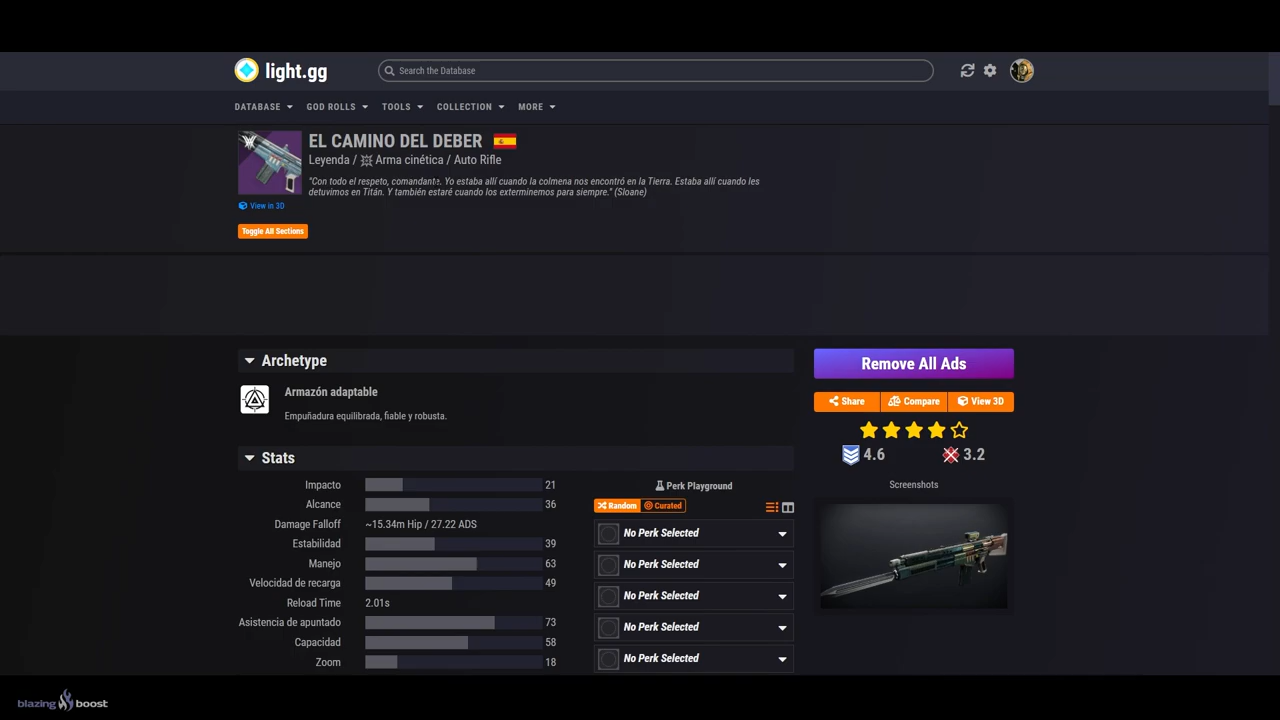 light.gg
Search the Database
DATABASE
GOD ROLLS
TOOLS
COLLECTION
MORE
EL CAMINO DEL DEBER
Leyenda / Arma cinética / Auto Rifle
"Con todo el respeto, comandante. Yo estaba allí cuando la colmena nos encontró en la Tierra. Estaba allí cuando les
detuvimos en Titán. Y también estaré cuando los exterminemos para siempre." (Sloane)
View in 3D
Toggle All Sections
Archetype
Armazón adaptable
Empuñadura equilibrada, fiable y robusta.
Remove All Ads
Share
Compare
View 3D
4.6
3.2
Screenshots
Stats
Impacto 21
Alcance 36
Damage Falloff ~15.34m Hip / 27.22 ADS
Estabilidad 39
Manejo 63
Velocidad de recarga 49
Reload Time 2.01s
Asistencia de apuntado 73
Capacidad 58
Zoom 18
Perk Playground
Random
Curated
No Perk Selected
No Perk Selected
No Perk Selected
No Perk Selected
No Perk Selected
blazing boost